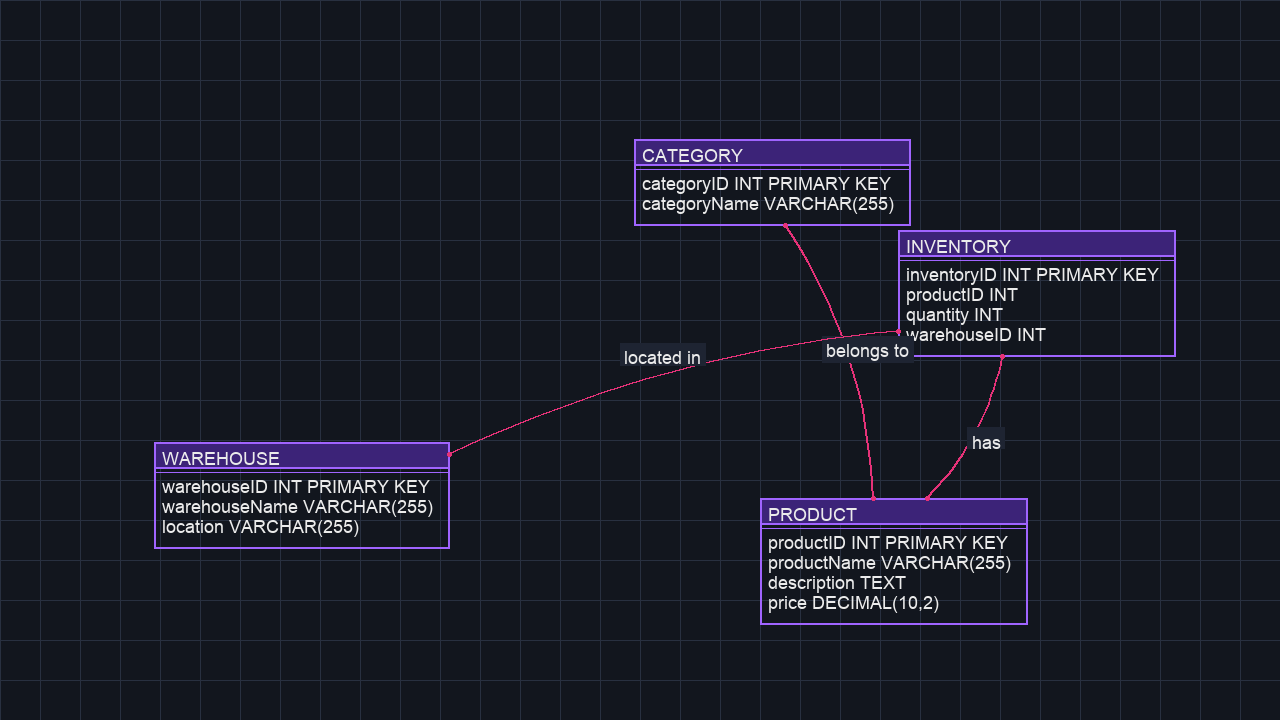 CATEGORY
categoryID INT PRIMARY KEY
categoryName VARCHAR(255)
INVENTORY
inventoryID INT PRIMARY KEY
productID INT
quantity INT
warehouseID INT
belongs to
located in
has
WAREHOUSE
warehouseID INT PRIMARY KEY
warehouseName VARCHAR(255)
location VARCHAR(255)
PRODUCT
productID INT PRIMARY KEY
productName VARCHAR(255)
description TEXT
price DECIMAL(10,2)